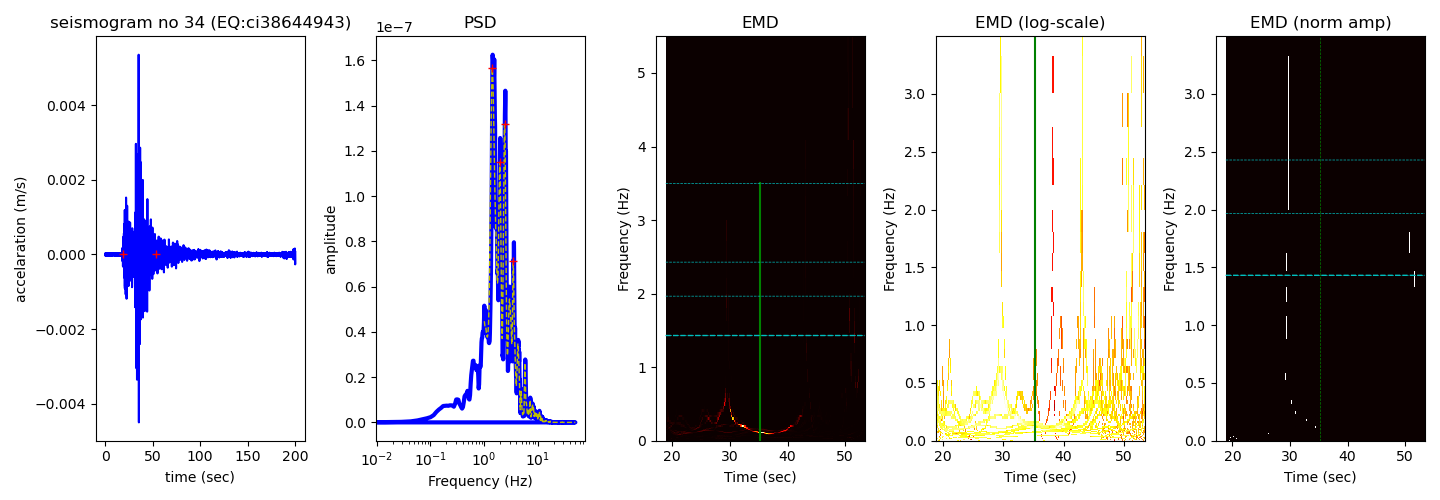 seismogram no 34 (EQ:ci38644943)
accelaration (m/s)
0.004
0.002
0.000
−0.002
−0.004
0 50 100 150 200
time (sec)
PSD
1e−7
amplitude
1.6
1.4
1.2
1.0
0.8
0.6
0.4
0.2
0.0
10−2 10−1 100 101
Frequency (Hz)
EMD
Frequency (Hz)
5
4
3
2
1
0
20 30 40 50
Time (sec)
EMD (log-scale)
Frequency (Hz)
3.0
2.5
2.0
1.5
1.0
0.5
0.0
20 30 40 50
Time (sec)
EMD (norm amp)
Frequency (Hz)
3.0
2.5
2.0
1.5
1.0
0.5
0.0
20 30 40 50
Time (sec)